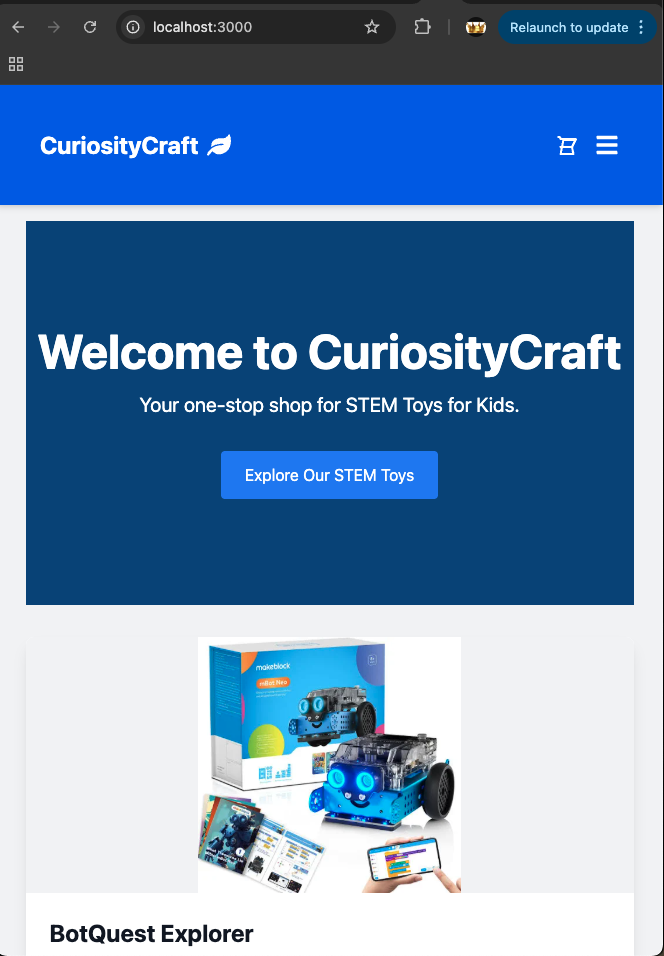 localhost:3000
Relaunch to update
CuriosityCraft
Welcome to CuriosityCraft
Your one-stop shop for STEM Toys for Kids.
Explore Our STEM Toys
makeblock
mBot Neo
BotQuest Explorer